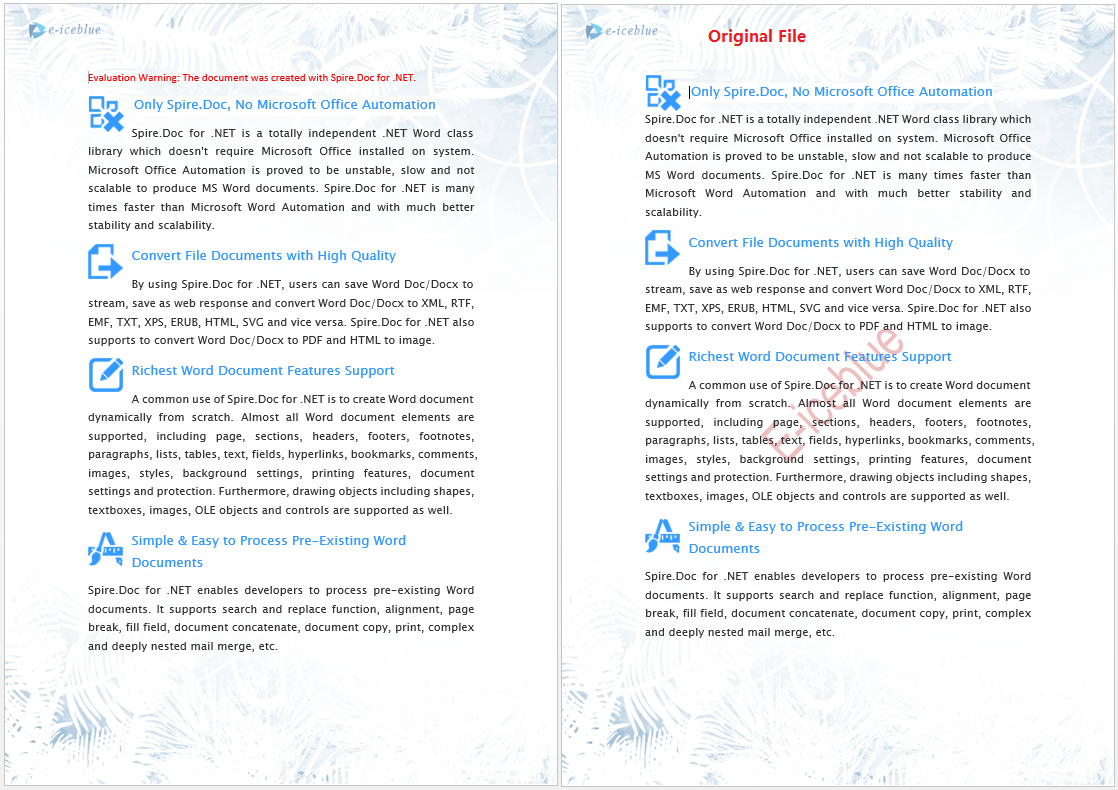 e-iceblue
Evaluation Warning: The document was created with Spire.Doc for .NET.
Only Spire.Doc, No Microsoft Office Automation
Spire.Doc for .NET is a totally independent .NET Word class
library which doesn't require Microsoft Office installed on system.
Microsoft Office Automation is proved to be unstable, slow and not
scalable to produce MS Word documents. Spire.Doc for .NET is many
times faster than Microsoft Word Automation and with much better
stability and scalability.
Convert File Documents with High Quality
By using Spire.Doc for .NET, users can save Word Doc/Docx to
stream, save as web response and convert Word Doc/Docx to XML, RTF,
EMF, TXT, XPS, ERUB, HTML, SVG and vice versa. Spire.Doc for .NET also
supports to convert Word Doc/Docx to PDF and HTML to image.
Richest Word Document Features Support
A common use of Spire.Doc for .NET is to create Word document
dynamically from scratch. Almost all Word document elements are
supported, including page, sections, headers, footers, footnotes,
paragraphs, lists, tables, text, fields, hyperlinks, bookmarks, comments,
images, styles, background settings, printing features, document
settings and protection. Furthermore, drawing objects including shapes,
textboxes, images, OLE objects and controls are supported as well.
Simple & Easy to Process Pre-Existing Word
Documents
Spire.Doc for .NET enables developers to process pre-existing Word
documents. It supports search and replace function, alignment, page
break, fill field, document concatenate, document copy, print, complex
and deeply nested mail merge, etc.
e-iceblue
Original File
Only Spire.Doc, No Microsoft Office Automation
Spire.Doc for .NET is a totally independent .NET Word class library which
doesn't require Microsoft Office installed on system. Microsoft Office
Automation is proved to be unstable, slow and not scalable to produce
MS Word documents. Spire.Doc for .NET is many times faster than
Microsoft Word Automation and with much better stability and
scalability.
Convert File Documents with High Quality
By using Spire.Doc for .NET, users can save Word Doc/Docx to
stream, save as web response and convert Word Doc/Docx to XML, RTF,
EMF, TXT, XPS, ERUB, HTML, SVG and vice versa. Spire.Doc for .NET also
supports to convert Word Doc/Docx to PDF and HTML to image.
Richest Word Document Features Support
A common use of Spire.Doc for .NET is to create Word document
dynamically from scratch. Almost all Word document elements are
supported, including page, sections, headers, footers, footnotes,
paragraphs, lists, tables, text, fields, hyperlinks, bookmarks, comments,
images, styles, background settings, printing features, document
settings and protection. Furthermore, drawing objects including shapes,
textboxes, images, OLE objects and controls are supported as well.
E-iceblue
Simple & Easy to Process Pre-Existing Word
Documents
Spire.Doc for .NET enables developers to process pre-existing Word
documents. It supports search and replace function, alignment, page
break, fill field, document concatenate, document copy, print, complex
and deeply nested mail merge, etc.